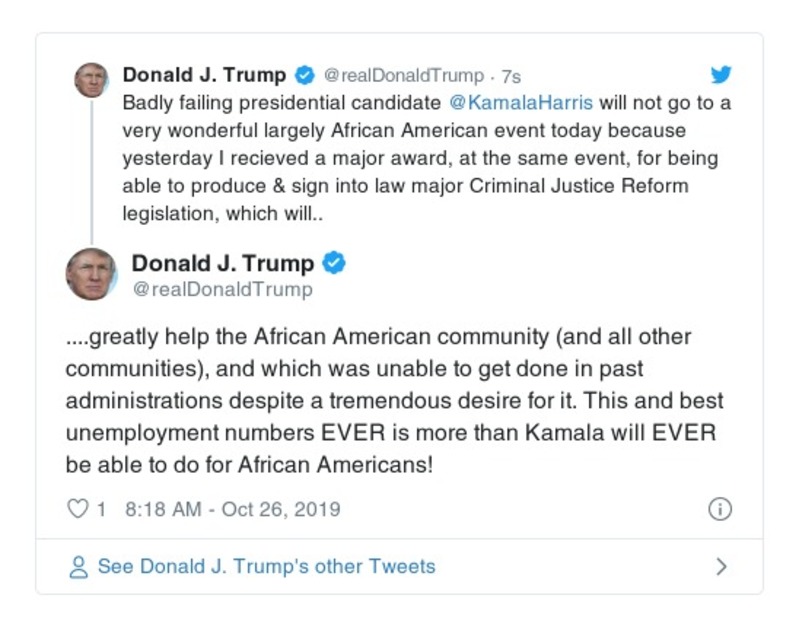 Donald J. Trump @realDonaldTrump · 7s
Badly failing presidential candidate @KamalaHarris will not go to a
very wonderful largely African American event today because
yesterday I recieved a major award, at the same event, for being
able to produce & sign into law major Criminal Justice Reform
legislation, which will..
Donald J. Trump
@realDonaldTrump
....greatly help the African American community (and all other
communities), and which was unable to get done in past
administrations despite a tremendous desire for it. This and best
unemployment numbers EVER is more than Kamala will EVER
be able to do for African Americans!
1 8:18 AM - Oct 26, 2019
See Donald J. Trump's other Tweets